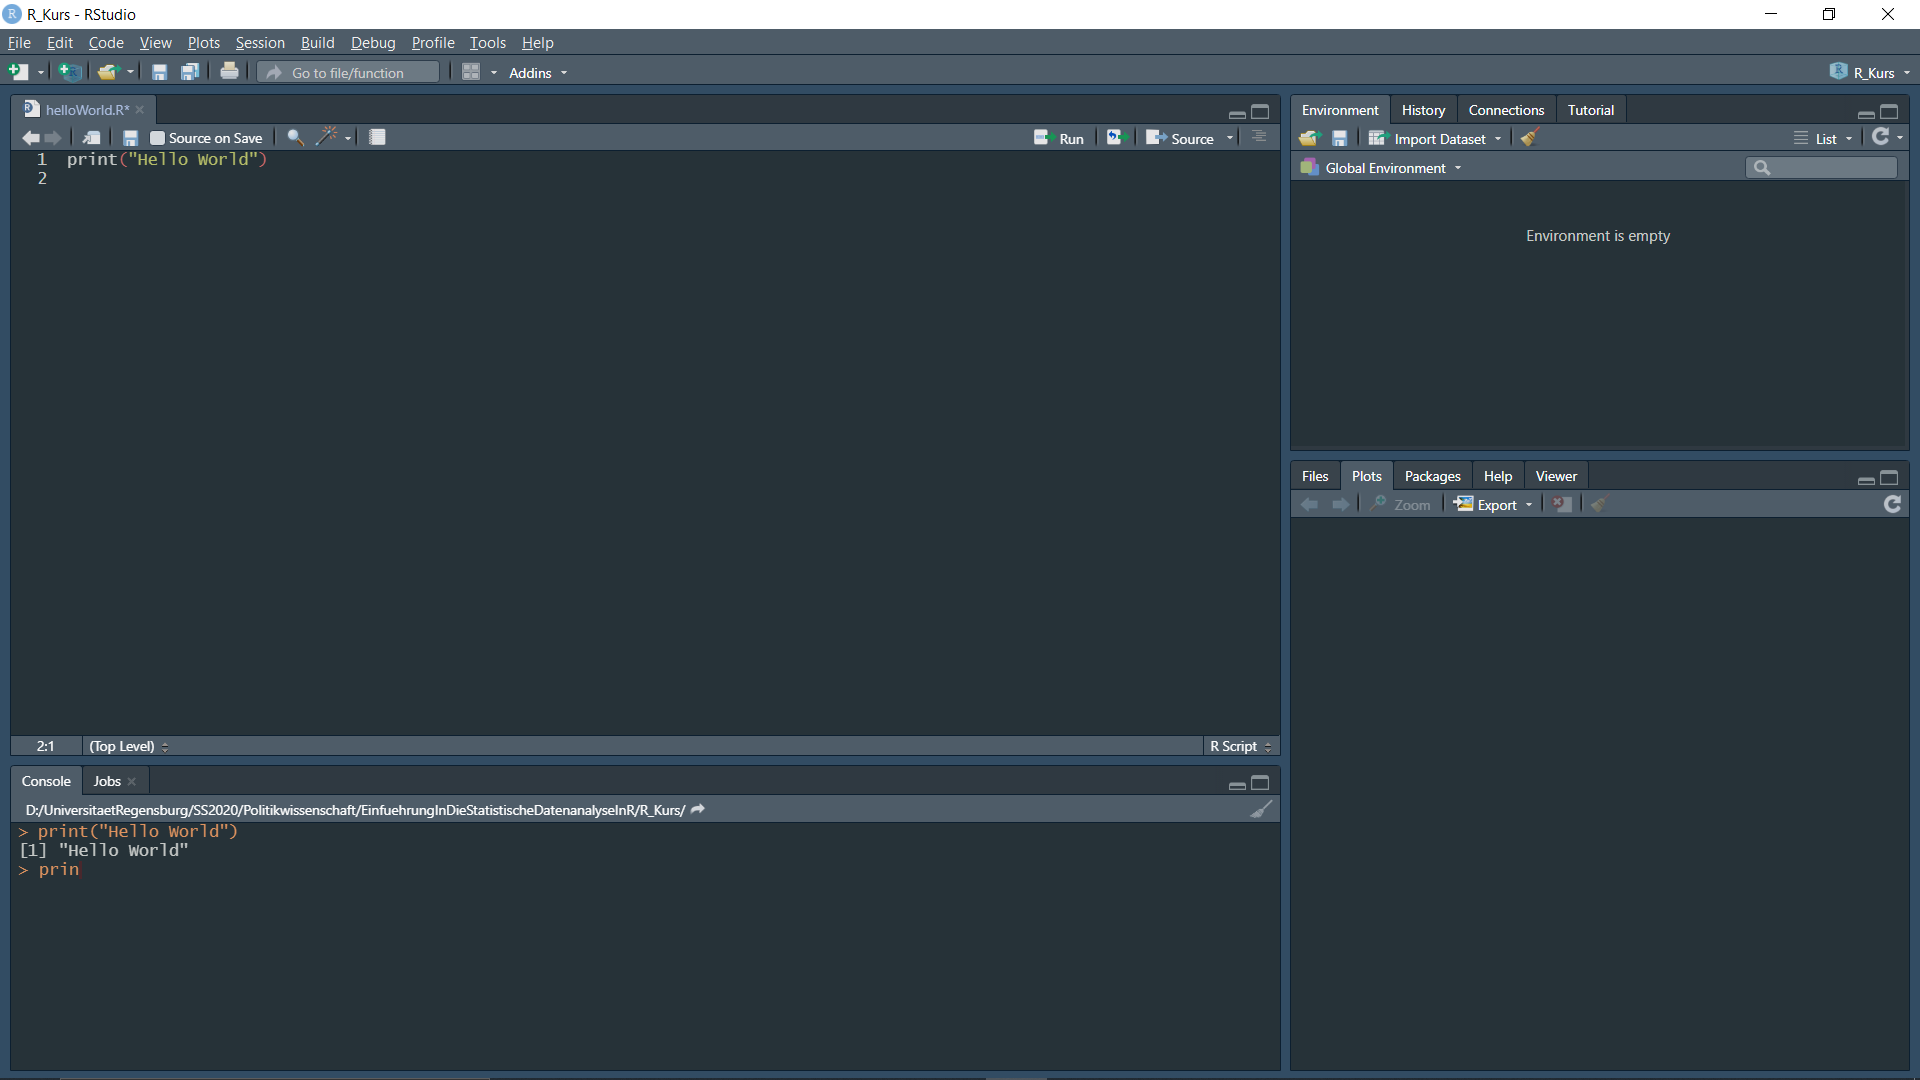 R_Kurs - RStudio
File Edit Code View Plots Session Build Debug Profile Tools Help
Go to file/function Addins R_Kurs
helloWorld.R*
Source on Save Run Source
1 print("Hello World")
2
2:1 (Top Level) R Script
Console Jobs
D:/UniversitaetRegensburg/SS2020/Politikwissenschaft/EinfuehrungInDieStatistischeDatenanalyseInR/R_Kurs/
> print("Hello World")
[1] "Hello World"
> prin
Environment History Connections Tutorial
Import Dataset List
Global Environment
Environment is empty
Files Plots Packages Help Viewer
Zoom Export